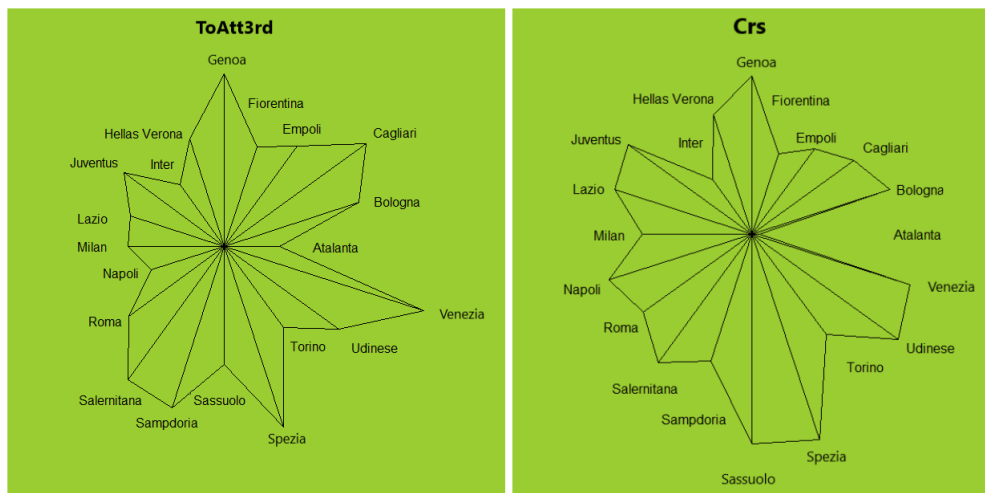 ToAtt3rd
Genoa
Fiorentina
Hellas Verona
Empoli
Cagliari
Juventus
Inter
Bologna
Lazio
Milan
Atalanta
Napoli
Venezia
Roma
Torino
Udinese
Salernitana
Sassuolo
Sampdoria
Spezia
Crs
Genoa
Hellas Verona
Fiorentina
Juventus
Inter
Empoli
Cagliari
Lazio
Bologna
Milan
Atalanta
Napoli
Venezia
Roma
Udinese
Torino
Salernitana
Sampdoria
Spezia
Sassuolo